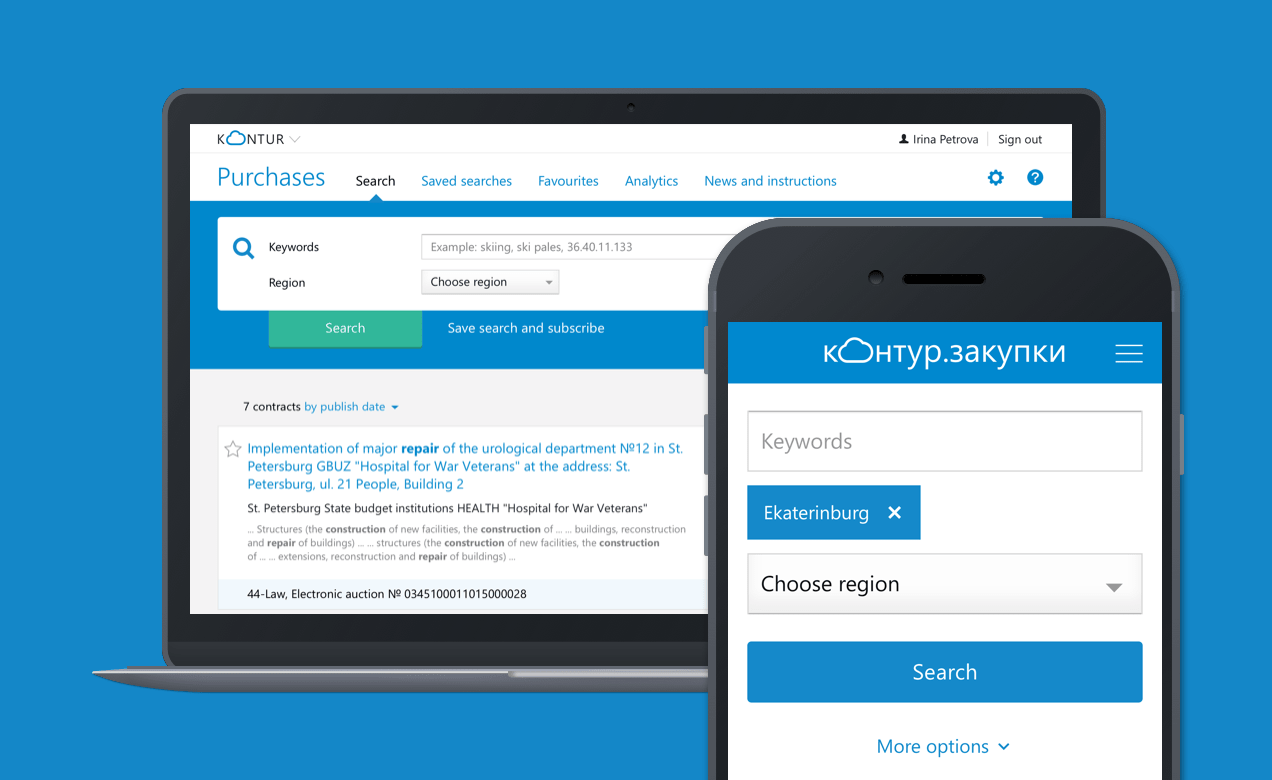 KONTUR
Irina Petrova
Sign out
Purchases
Search
Saved searches
Favourites
Analytics
News and instructions
?
Keywords
Example: skiing, ski pales, 36.40.11.133
Region
Choose region
Search
Save search and subscribe
7 contracts by publish date
Implementation of major repair of the urological department №12 in St.
Petersburg GBUZ "Hospital for War Veterans" at the address: St.
Petersburg, ul. 21 People, Building 2
St. Petersburg State budget institutions HEALTH "Hospital for War Veterans"
... Structures (the construction of new facilities, the construction of ... ... buildings, reconstruction
and repair of buildings) ... ... structures (the construction of new facilities, the construction
of ... ... extensions, reconstruction and repair of buildings) ...
44-Law, Electronic auction № 0345100011015000028
контур.закупки
Keywords
Ekaterinburg ×
Choose region
Search
More options